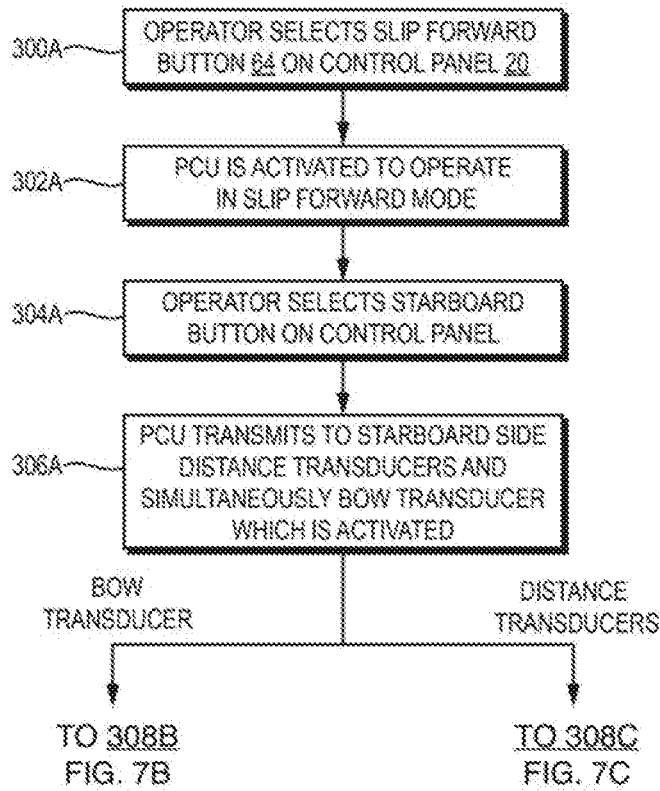 300A
OPERATOR SELECTS SLIP FORWARD
BUTTON 64 ON CONTROL PANEL 20
302A
PCU IS ACTIVATED TO OPERATE
IN SLIP FORWARD MODE
304A
OPERATOR SELECTS STARBOARD
BUTTON ON CONTROL PANEL
306A
PCU TRANSMITS TO STARBOARD SIDE
DISTANCE TRANSDUCERS AND
SIMULTANEOUSLY BOW TRANSDUCER
WHICH IS ACTIVATED
BOW
TRANSDUCER
DISTANCE
TRANSDUCERS
TO 308B
FIG. 7B
TO 308C
FIG. 7C